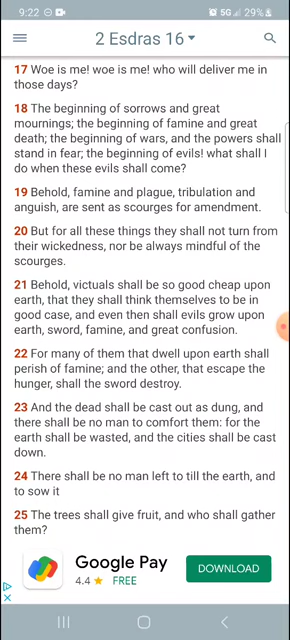 9:22
5G 29%
2 Esdras 16
17 Woe is me! woe is me! who will deliver me in
those days?
18 The beginning of sorrows and great
mournings; the beginning of famine and great
death; the beginning of wars, and the powers shall
stand in fear; the beginning of evils! what shall I
do when these evils shall come?
19 Behold, famine and plague, tribulation and
anguish, are sent as scourges for amendment.
20 But for all these things they shall not turn from
their wickedness, nor be always mindful of the
scourges.
21 Behold, victuals shall be so good cheap upon
earth, that they shall think themselves to be in
good case, and even then shall evils grow upon
earth, sword, famine, and great confusion.
22 For many of them that dwell upon earth shall
perish of famine; and the other, that escape the
hunger, shall the sword destroy.
23 And the dead shall be cast out as dung, and
there shall be no man to comfort them: for the
earth shall be wasted, and the cities shall be cast
down.
24 There shall be no man left to till the earth, and
to sow it
25 The trees shall give fruit, and who shall gather
them?
Google Pay
4.4 ★ FREE
DOWNLOAD